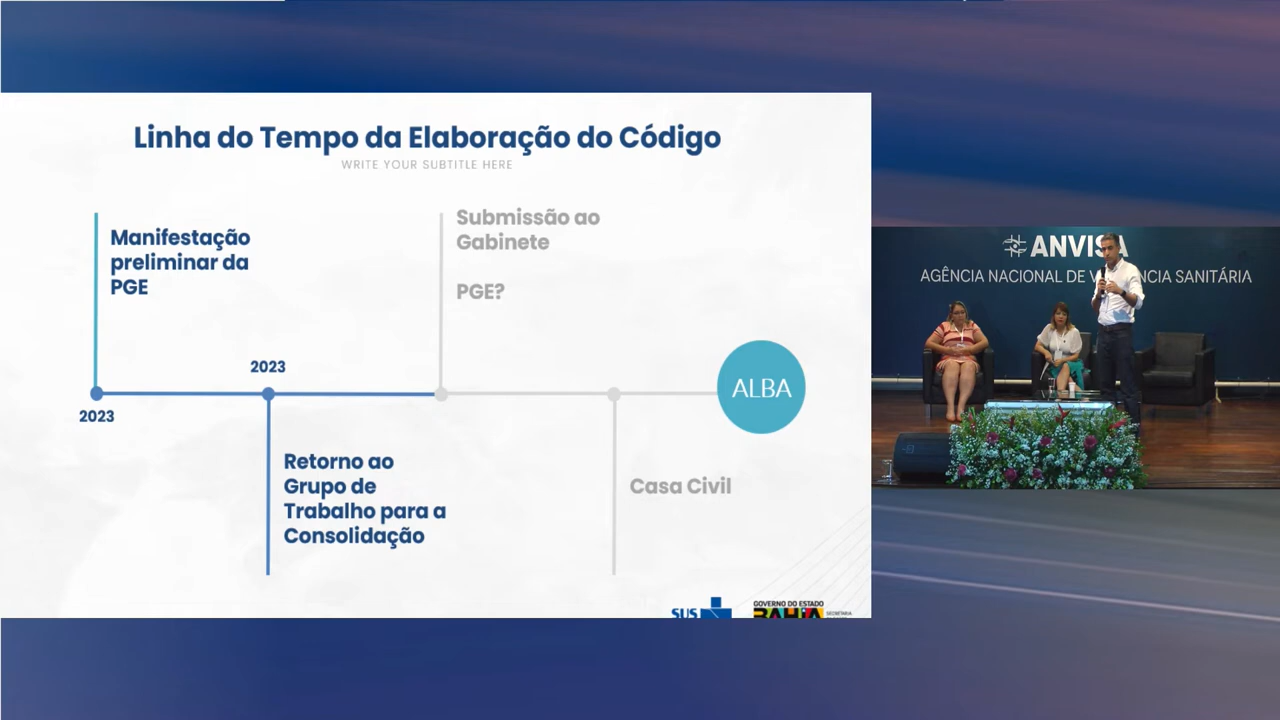 Linha do Tempo da Elaboração do Código
WRITE YOUR SUBTITLE HERE
Manifestação
preliminar da
PGE
2023
2023
Retorno ao
Grupo de
Trabalho para a
Consolidação
Submissão ao
Gabinete
PGE?
Casa Civil
ALBA
SUS
GOVERNO DO ESTADO
BAHIA
SECRETARIA
ANVISA
AGÊNCIA NACIONAL DE V NCIA SANITÁRIA